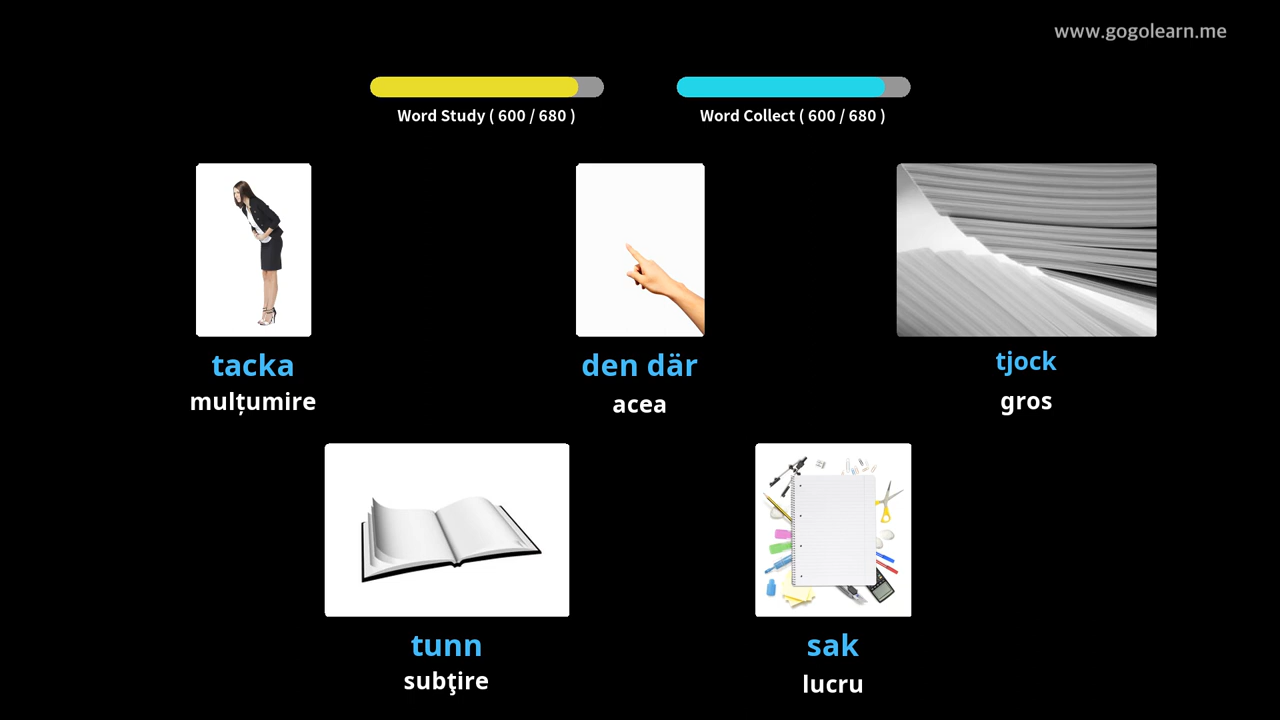 www.gogolearn.me
Word Study ( 600 / 680 )
Word Collect ( 600 / 680 )
tacka
mulțumire
den där
acea
tjock
gros
tunn
subţire
sak
lucru